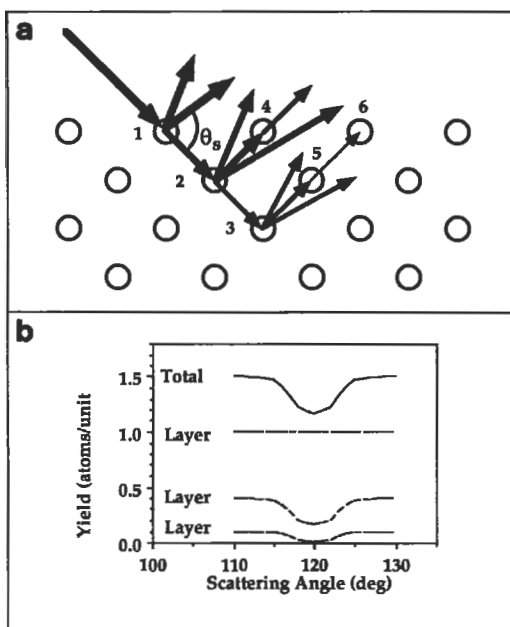 a
1
2
3
4
5
6
θs
b
Yield (atoms/unit
1.5
1.0
0.5
0.0
Total
Layer
Layer
Layer
100
110
120
130
Scattering Angle (deg)